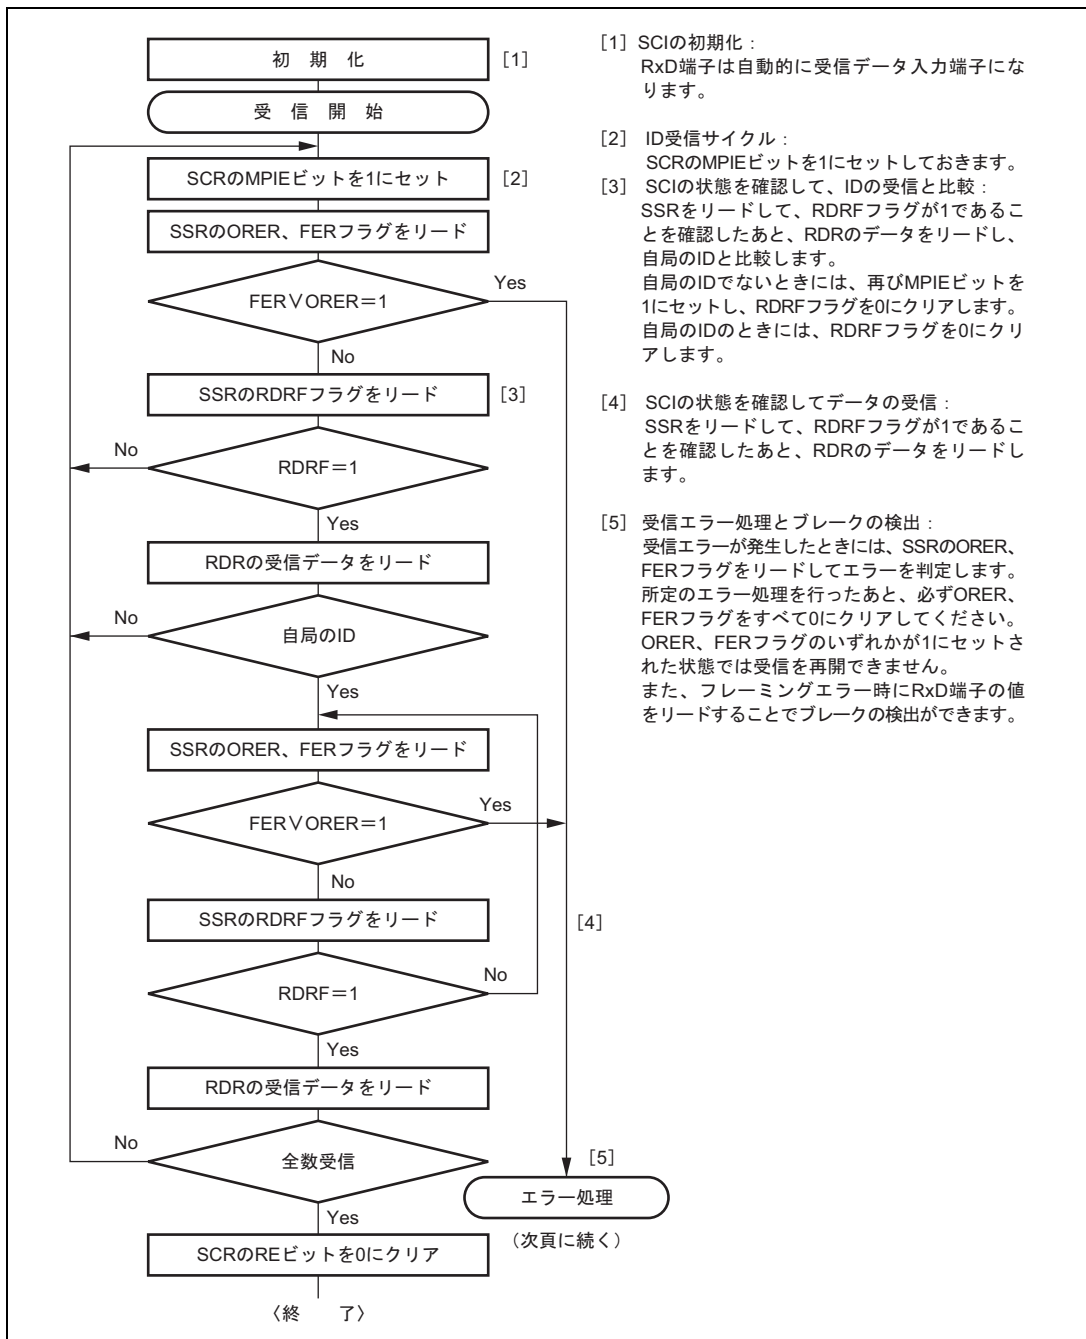 初 期 化 [1]
受 信 開 始
SCRのMPIEビットを1にセット [2]
SSRのORER、FERフラグをリード
FER∨ORER＝1
Yes
No
SSRのRDRFフラグをリード [3]
No
RDRF＝1
Yes
RDRの受信データをリード
No
自局のID
Yes
SSRのORER、FERフラグをリード
Yes
FER∨ORER＝1
No
SSRのRDRFフラグをリード
[4]
No
RDRF＝1
Yes
RDRの受信データをリード
No
全数受信
[5]
エラー処理
Yes
（次頁に続く）
SCRのREビットを0にクリア
〈終 了〉
[1] SCIの初期化：
RxD端子は自動的に受信データ入力端子にな
ります。
[2] ID受信サイクル：
SCRのMPIEビットを1にセットしておきます。
[3] SCIの状態を確認して、IDの受信と比較：
SSRをリードして、RDRFフラグが1であるこ
とを確認したあと、RDRのデータをリードし、
自局のIDと比較します。
自局のIDでないときには、再びMPIEビットを
1にセットし、RDRFフラグを0にクリアします。
自局のIDのときには、RDRFフラグを0にクリ
アします。
[4] SCIの状態を確認してデータの受信：
SSRをリードして、RDRFフラグが1であるこ
とを確認したあと、RDRのデータをリードし
ます。
[5] 受信エラー処理とブレークの検出：
受信エラーが発生したときには、SSRのORER、
FERフラグをリードしてエラーを判定します。
所定のエラー処理を行ったあと、必ずORER、
FERフラグをすべて0にクリアしてください。
ORER、FERフラグのいずれかが1にセットさ
れた状態では受信を再開できません。
また、フレーミングエラー時にRxD端子の値
をリードすることでブレークの検出ができます。